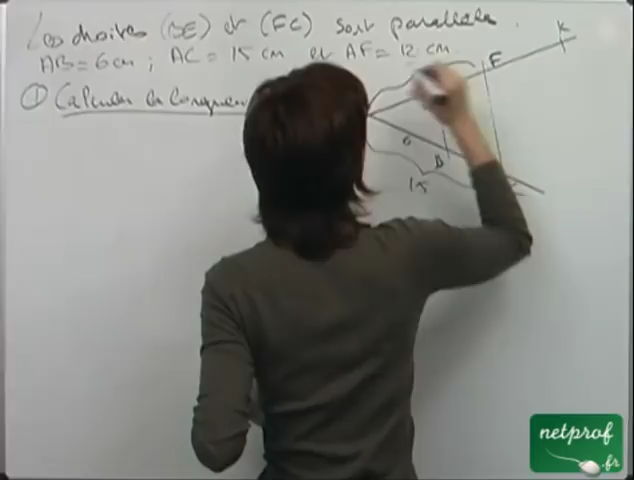 Les droites (BE) et (FC) sont parallèles.
AB = 6 cm ; AC = 15 cm et AF = 12 cm
① Calculer la longueur
K
F
6
B
15
netprof
.fr